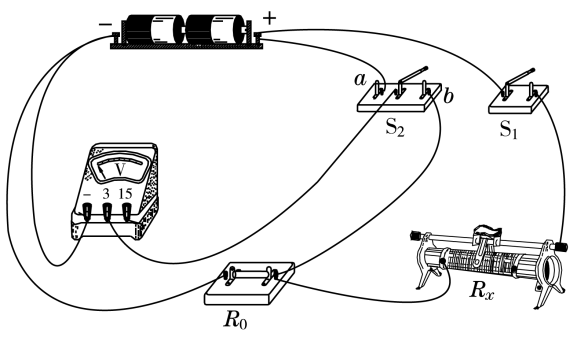 − +
a b
S₂ S₁
V
− 3 15
R₀ Rₓ